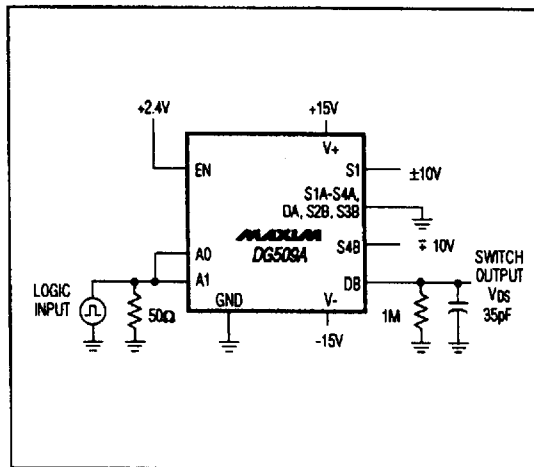 +2.4V
+15V
V+
EN
S1
±10V
S1A-S4A,
DA, S2B, S3B
MAXIM
DG509A
S4B
∓ 10V
A0
A1
DB
SWITCH
OUTPUT
VDS
LOGIC
INPUT
50Ω
GND
V-
1M
35pF
-15V